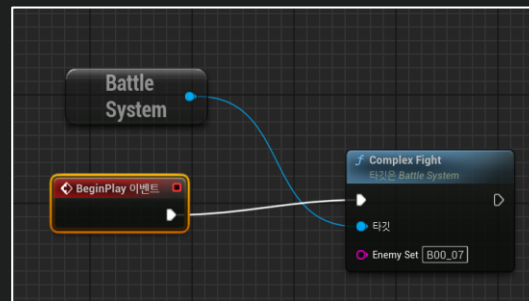 Battle
System
BeginPlay 이벤트
Complex Fight
타깃은 Battle System
타깃
Enemy Set B00_07